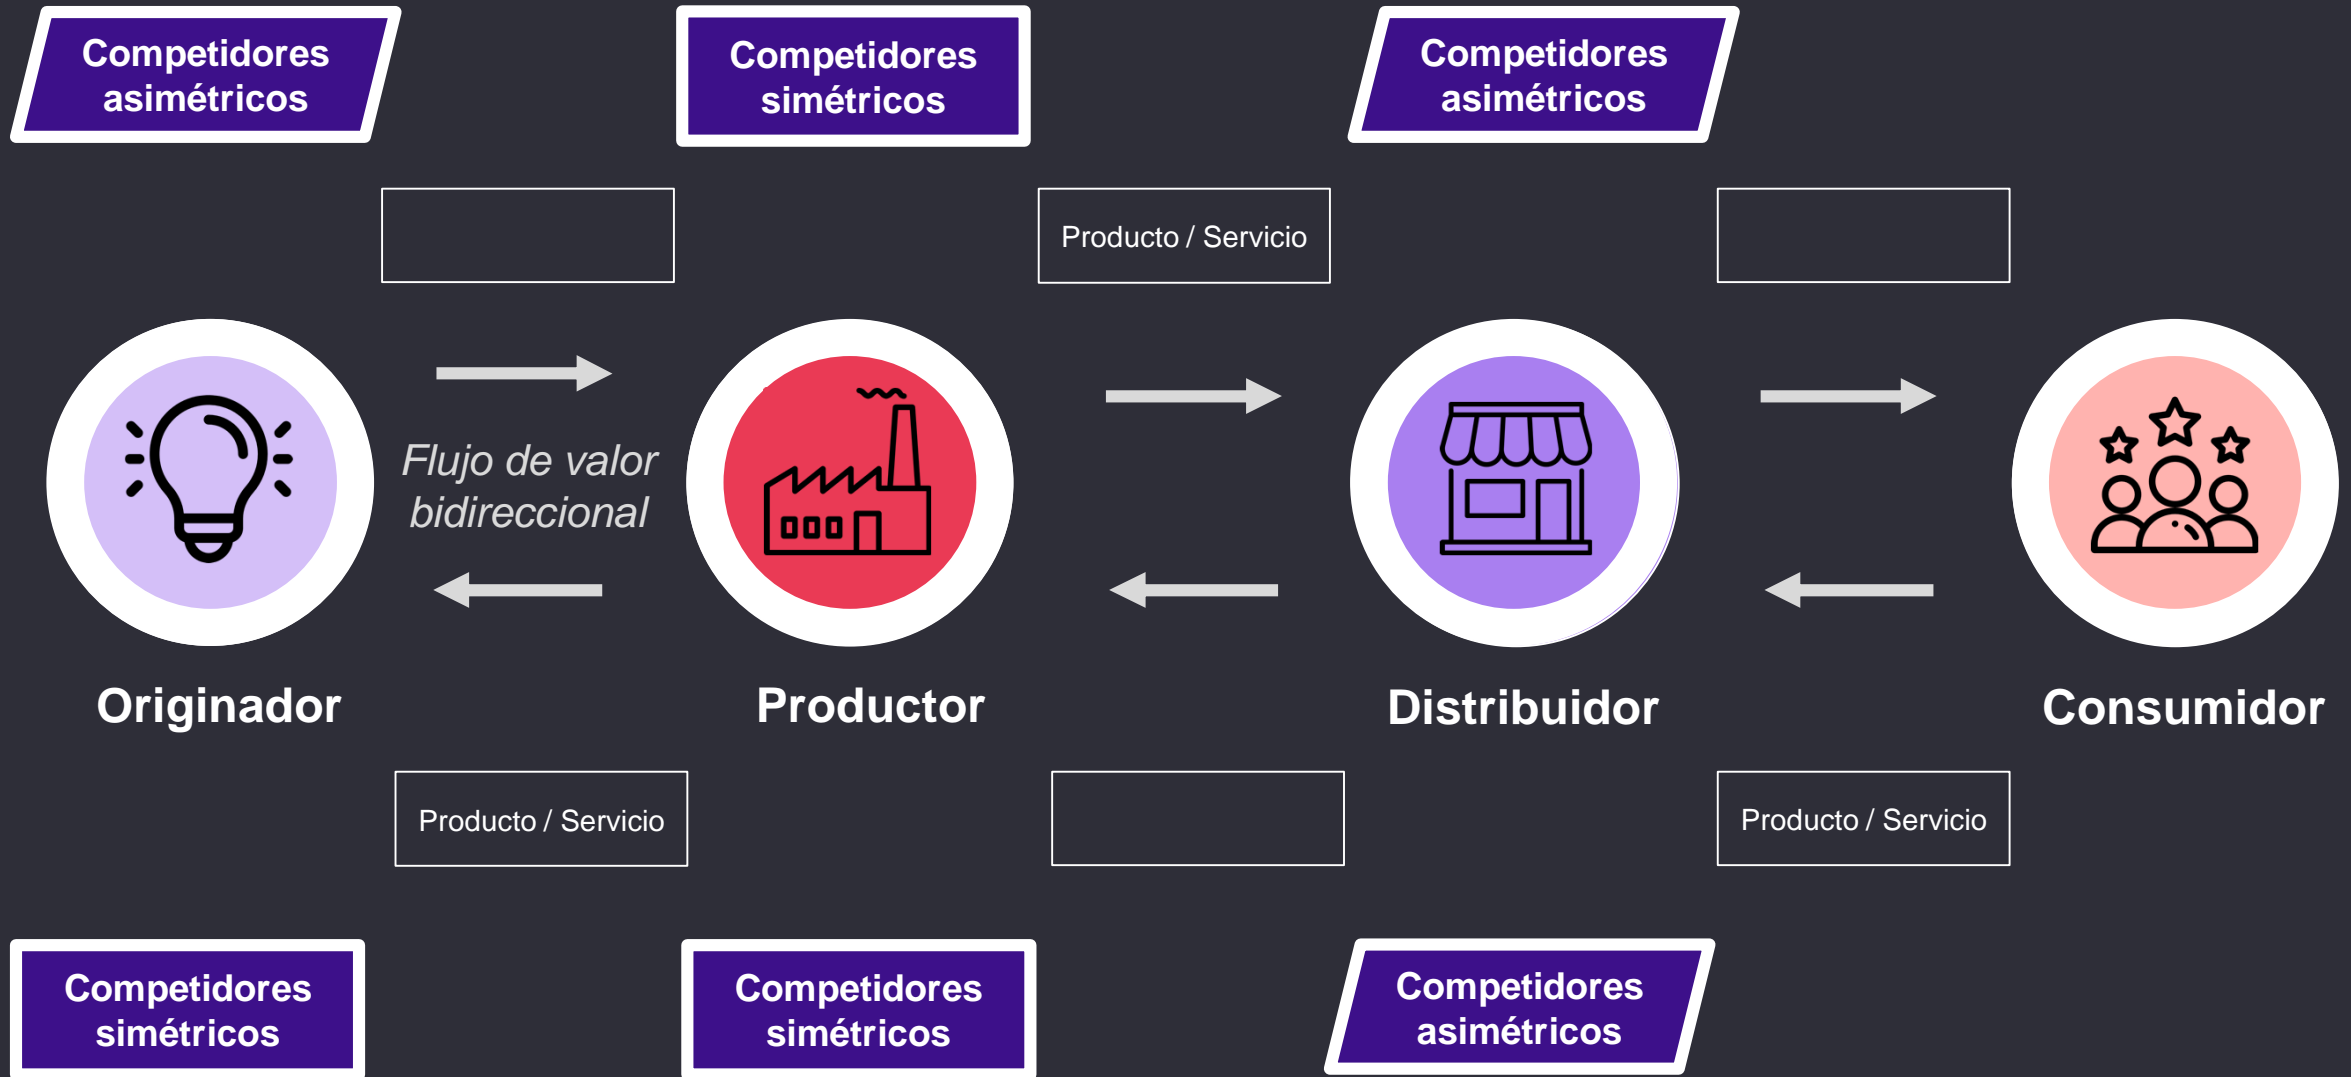 Competidores
asimétricos
Competidores
simétricos
Competidores
asimétricos
Producto / Servicio
Flujo de valor
bidireccional
Originador
Productor
Distribuidor
Consumidor
Producto / Servicio
Producto / Servicio
Competidores
simétricos
Competidores
simétricos
Competidores
asimétricos